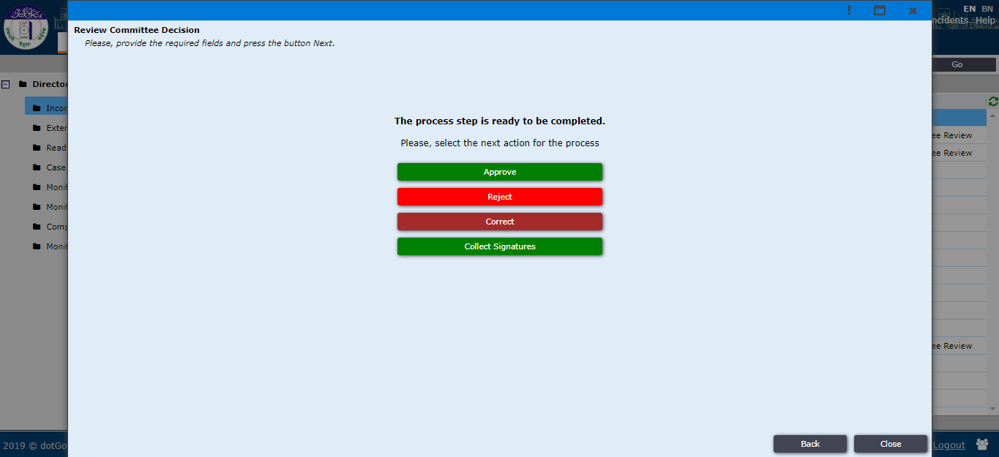 EN BN
ncidents Help
Review Committee Decision
Please, provide the required fields and press the button Next.
Go
Directo
Incor
Exter
Read
Case
Monit
Monit
Comp
Monit
The process step is ready to be completed.
Please, select the next action for the process
Approve
Reject
Correct
Collect Signatures
ee Review
ee Review
ee Review
Back
Close
2019 © dotGo
Logout